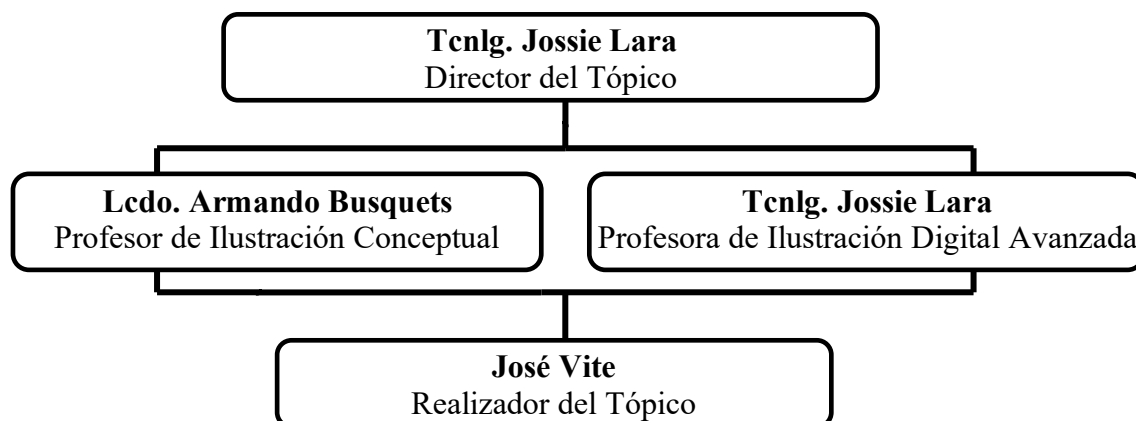 Tcnlg. Jossie Lara
Director del Tópico
Lcdo. Armando Busquets
Profesor de Ilustración Conceptual
Tcnlg. Jossie Lara
Profesora de Ilustración Digital Avanzada
José Vite
Realizador del Tópico